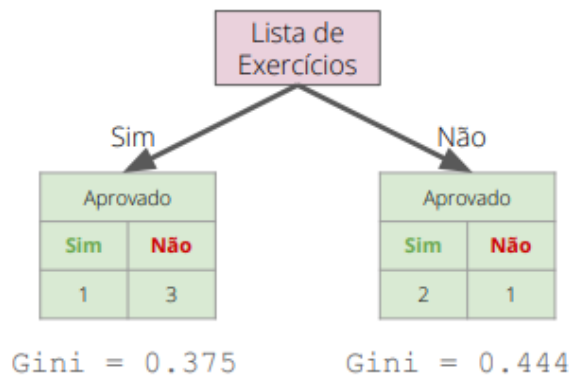 Lista de
Exercícios
Sim
Não
Aprovado
Aprovado
Sim Não
Sim Não
1 3
2 1
Gini = 0.375
Gini = 0.444